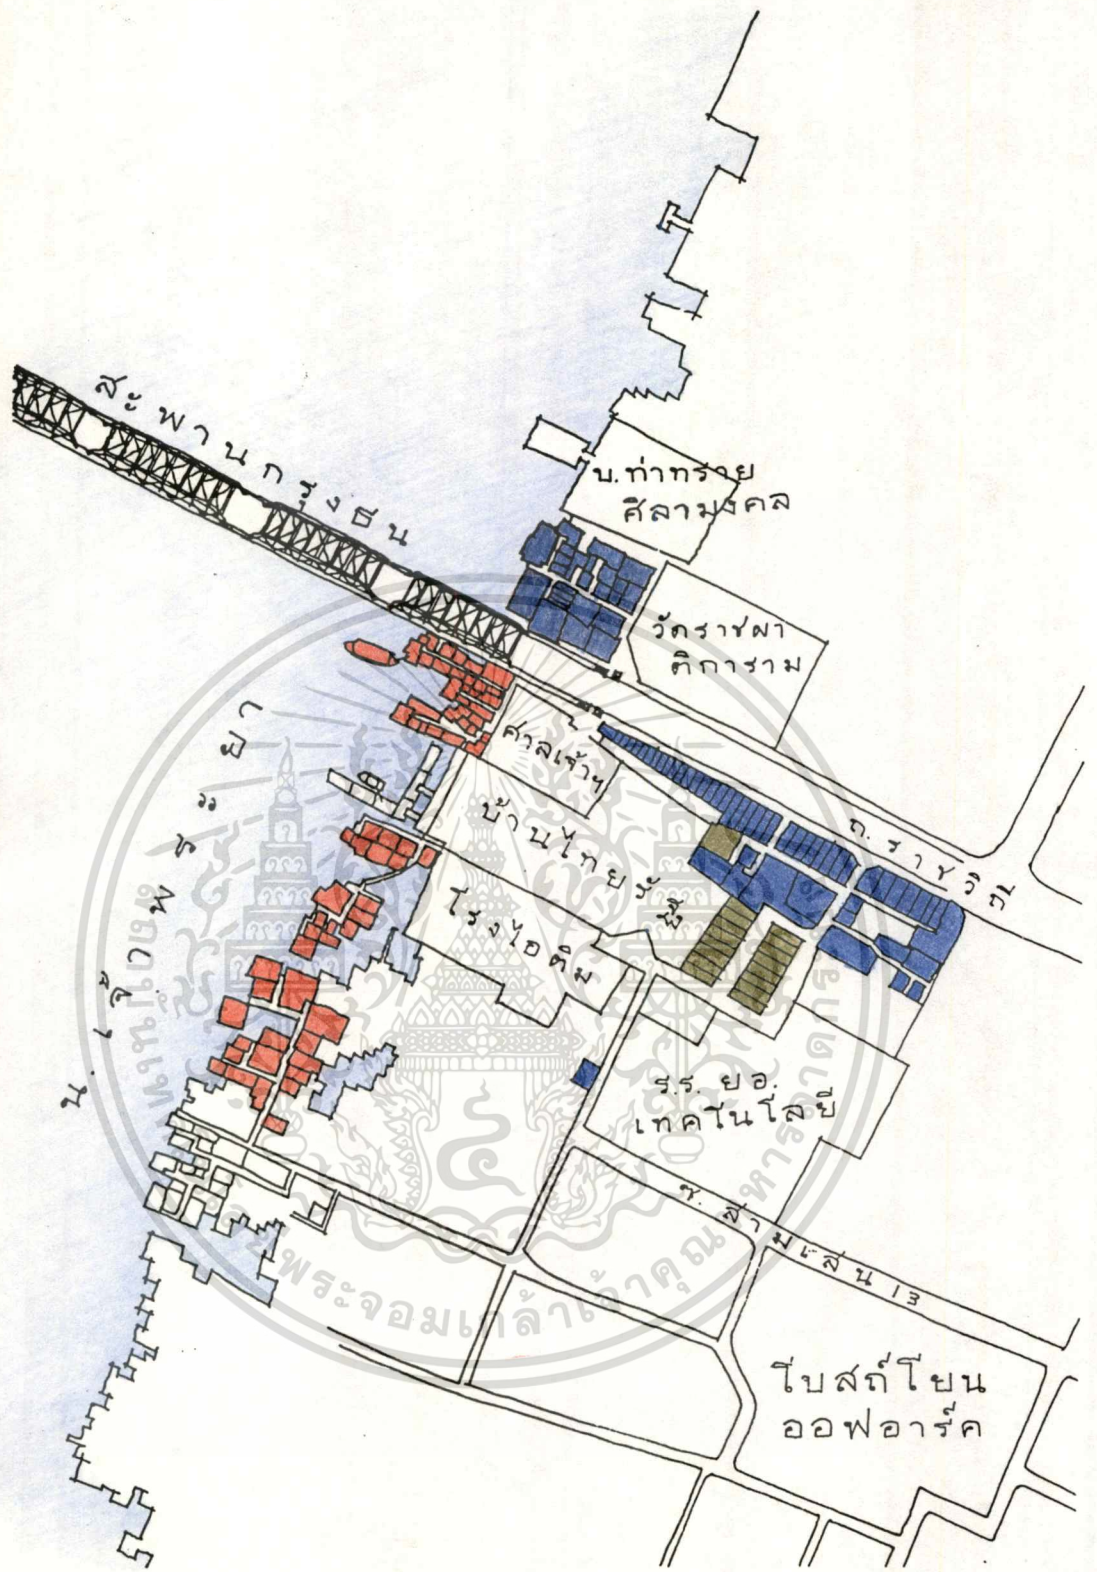 สะพานกรุงธน
บ.ท่าทราย
ศิลามงคล
วัดราชผา
ติการาม
ศาลเจ้าฯ
บ้านไทย
ถ.ราชวิถี
น.เจ้าพระยา
โรงไอติม
ร.ร. ยอ.
เทคโนโลยี
ซ.สามเสน 13
โบสถ์โยน
ออฟอาร์ค
พระจอมเกล้าเจ้าคุณทหารลาดกระบัง